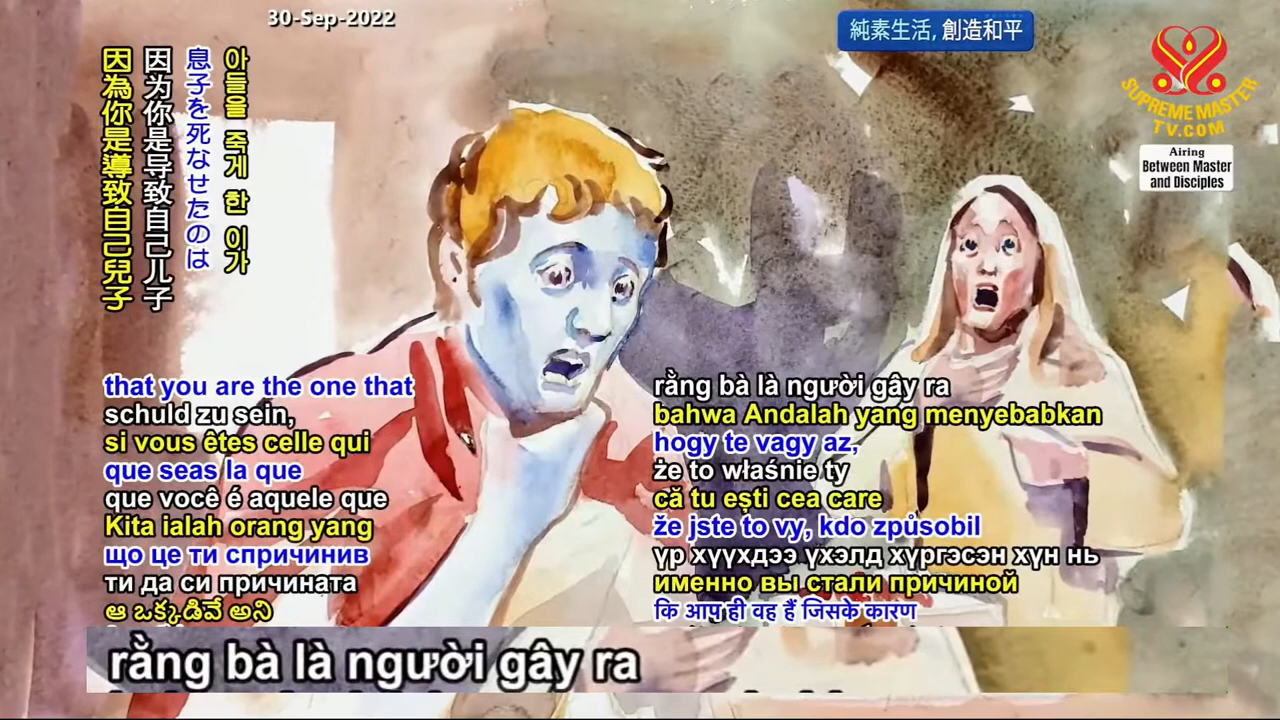 30-Sep-2022
純素生活, 創造和平
SUPREME MASTER
TV.COM
Airing
Between Master
and Disciples
아들을 죽게 한 이가
息子を死なせたのは
因为你是导致自己儿子
因為你是導致自己兒子
that you are the one that
schuld zu sein,
si vous êtes celle qui
que seas la que
que você é aquele que
Kita ialah orang yang
що це ти спричинив
ти да си причината
ఆ ఒక్కడివే అని
rằng bà là người gây ra
bahwa Andalah yang menyebabkan
hogy te vagy az,
że to właśnie ty
că tu ești cea care
že jste to vy, kdo způsobil
үр хүүхдээ үхэлд хүргэсэн хүн нь
именно вы стали причиной
कि आप ही वह हैं जिसके कारण
rằng bà là người gây ra